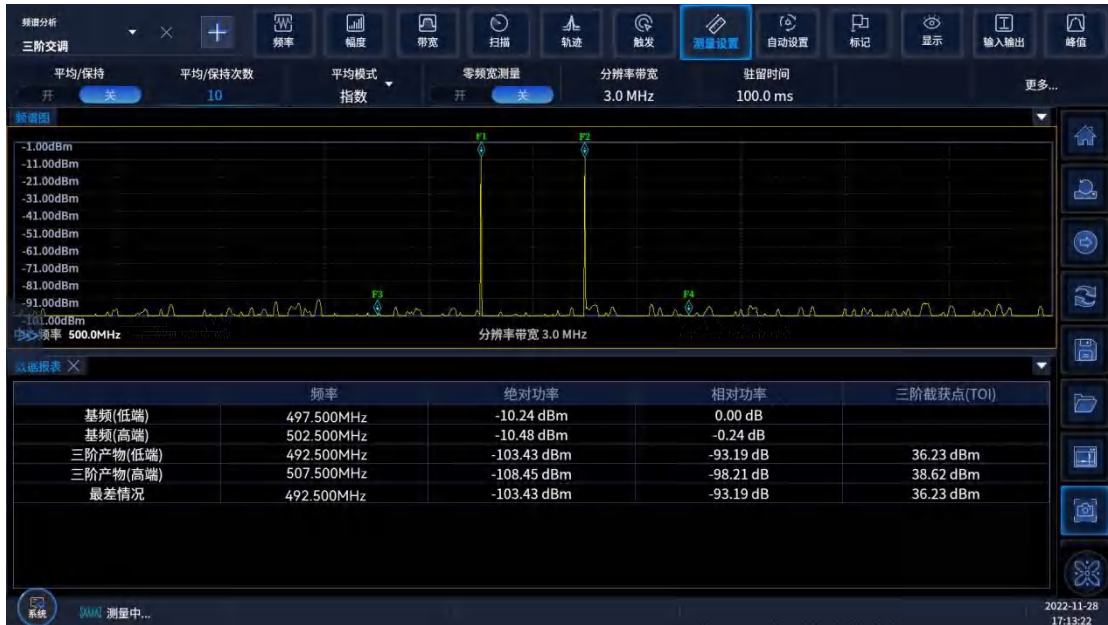 频谱分析
三阶交调
频率 幅度 带宽 扫描 轨迹 触发 测量设置 自动设置 标记 显示 输入输出 峰值
平均/保持 平均/保持次数 平均模式 零频宽测量 分辨率带宽 驻留时间 更多...
开 关 10 指数 开 关 3.0 MHz 100.0 ms
频谱图
F1 F2
-1.00dBm
-11.00dBm
-21.00dBm
-31.00dBm
-41.00dBm
-51.00dBm
-61.00dBm
-71.00dBm
-81.00dBm
F3 F4
-91.00dBm
-101.00dBm
中心频率 500.0MHz 分辨率带宽 3.0 MHz
数据报表
频率 绝对功率 相对功率 三阶截获点(TOI)
基频(低端) 497.500MHz -10.24 dBm 0.00 dB
基频(高端) 502.500MHz -10.48 dBm -0.24 dB
三阶产物(低端) 492.500MHz -103.43 dBm -93.19 dB 36.23 dBm
三阶产物(高端) 507.500MHz -108.45 dBm -98.21 dB 38.62 dBm
最差情况 492.500MHz -103.43 dBm -93.19 dB 36.23 dBm
系统 测量中...
2022-11-28
17:13:22